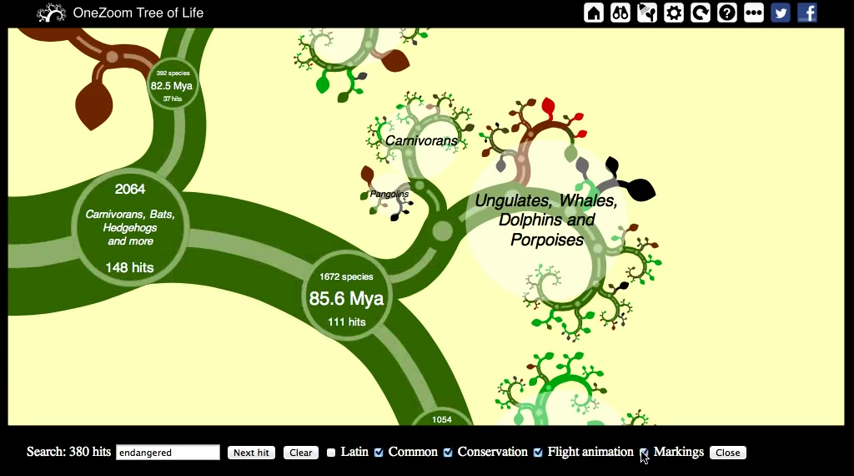 OneZoom Tree of Life
392 species
82.5 Mya
37 hits
2064
Carnivorans, Bats,
Hedgehogs
and more
148 hits
Carnivorans
Pangolins
Ungulates, Whales,
Dolphins and
Porpoises
1672 species
85.6 Mya
111 hits
1054
Search: 380 hits endangered Next hit Clear Latin Common Conservation Flight animation Markings Close